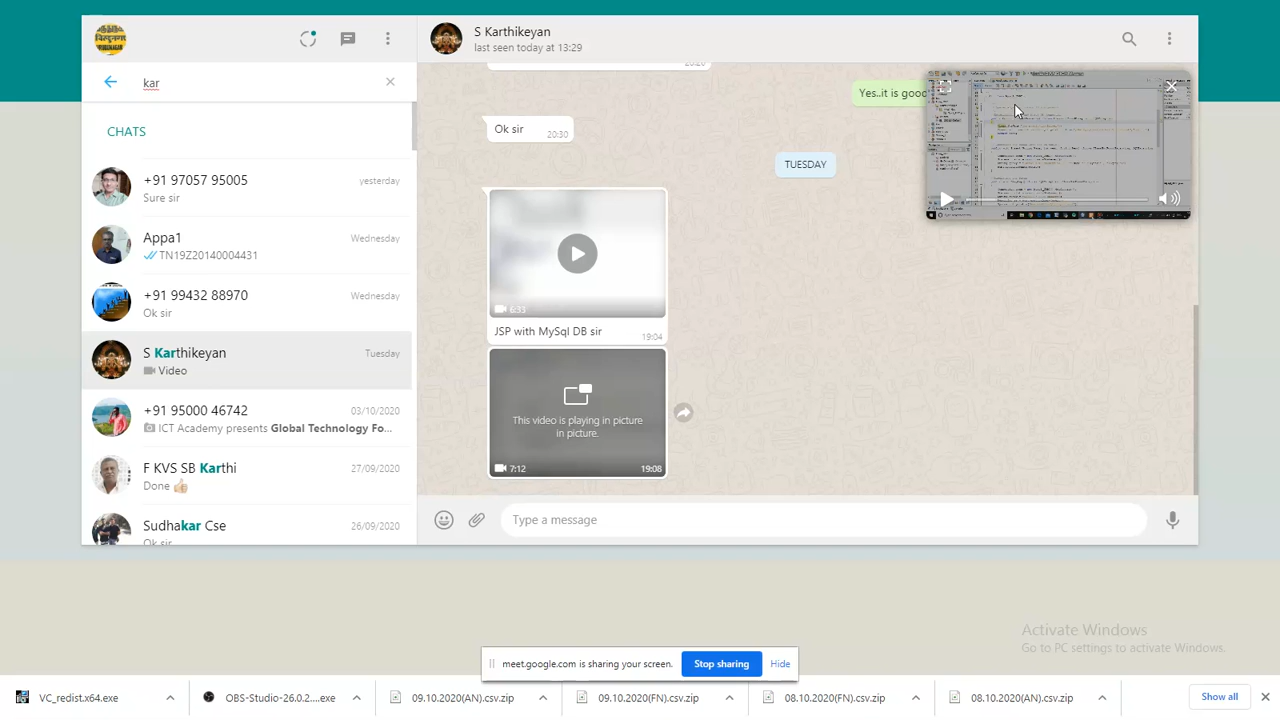 S Karthikeyan
last seen today at 13:29
kar
CHATS
+91 97057 95005
yesterday
Sure sir
Appa1
Wednesday
TN19Z20140004431
+91 99432 88970
Wednesday
Ok sir
S Karthikeyan
Tuesday
Video
+91 95000 46742
03/10/2020
ICT Academy presents Global Technology Fo...
F KVS SB Karthi
27/09/2020
Done 👍🏻
Sudhakar Cse
26/09/2020
Ok sir
20:20
Yes..it is good
Ok sir
20:30
TUESDAY
6:33
JSP with MySql DB sir
19:04
This video is playing in picture
in picture.
7:12
19:08
Type a message
Activate Windows
Go to PC settings to activate Windows.
meet.google.com is sharing your screen.
Stop sharing
Hide
VC_redist.x64.exe
OBS-Studio-26.0.2....exe
09.10.2020(AN).csv.zip
09.10.2020(FN).csv.zip
08.10.2020(FN).csv.zip
08.10.2020(AN).csv.zip
Show all